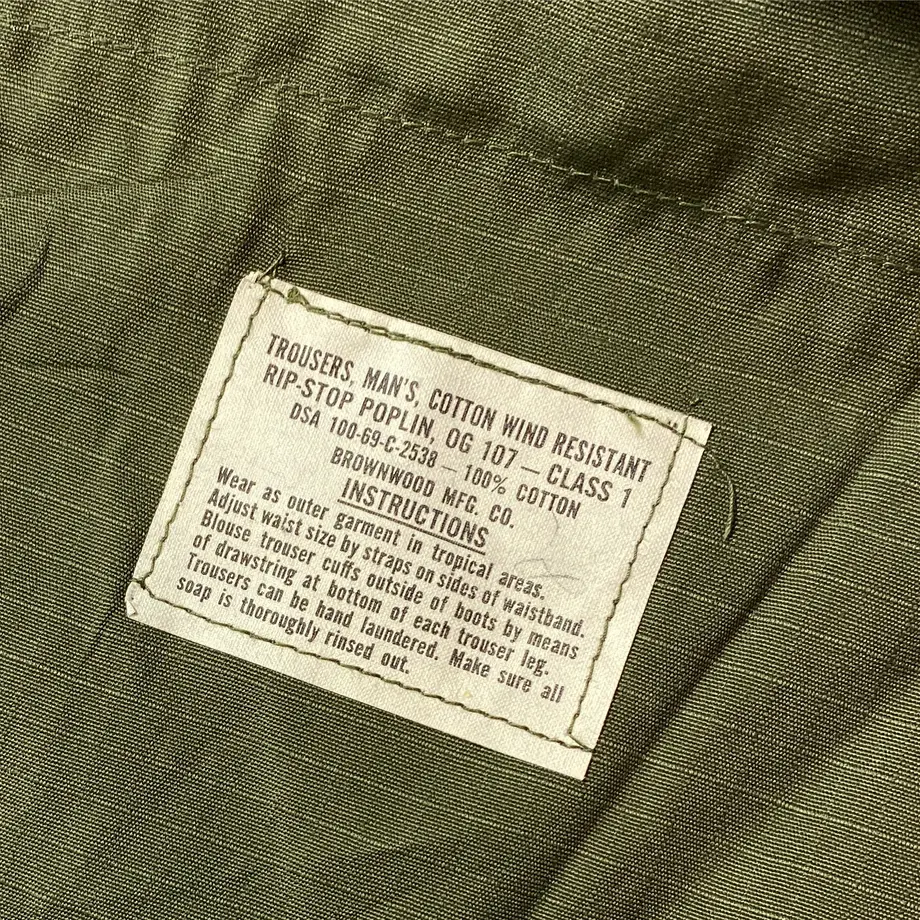 TROUSERS, MAN'S, COTTON WIND RESISTANT
RIP-STOP POPLIN, OG 107 — CLASS 1
DSA 100-69-C-2538 — 100% COTTON
BROWNWOOD MFG. CO.
INSTRUCTIONS
Wear as outer garment in tropical areas.
Adjust waist size by straps on sides of waistband.
Blouse trouser cuffs outside of boots by means
of drawstring at bottom of each trouser leg.
Trousers can be hand laundered. Make sure all
soap is thoroughly rinsed out.